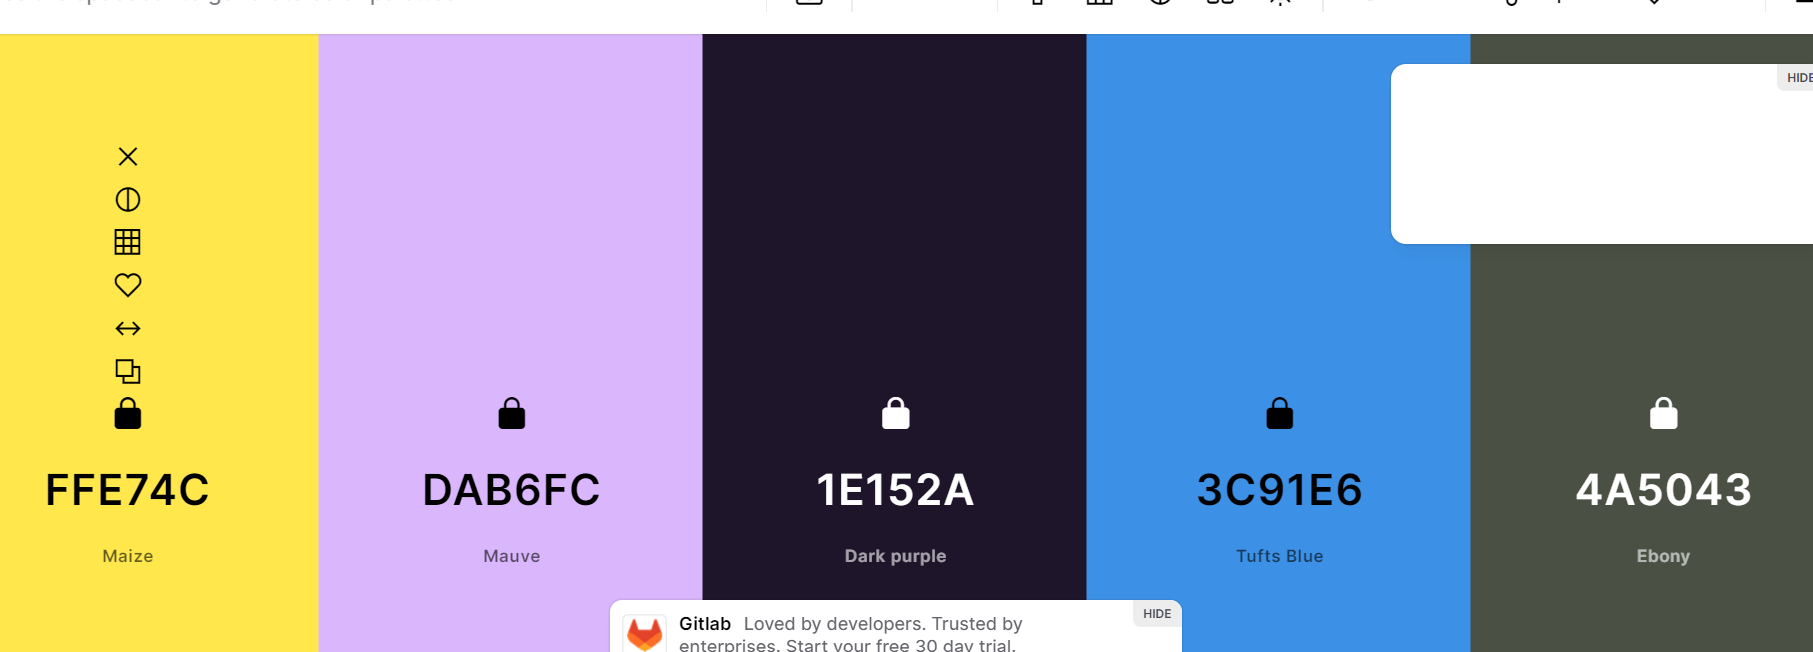 HIDE
FFE74C
DAB6FC
1E152A
3C91E6
4A5043
Maize
Mauve
Dark purple
Tufts Blue
Ebony
HIDE
Gitlab Loved by developers. Trusted by
enterprises. Start your free 30 day trial.